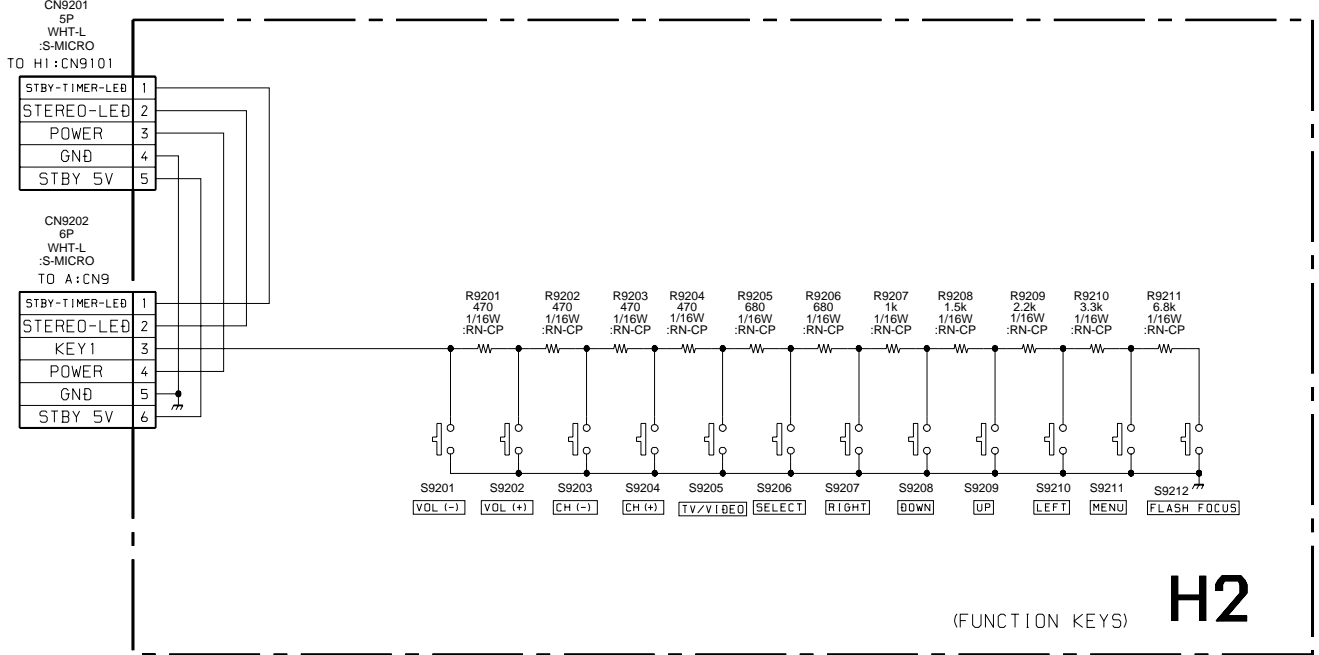 CN9201
5P
WHT-L
:S-MICRO
TO H1:CN9101
STBY-TIMER-LED 1
STEREO-LED 2
POWER 3
GND 4
STBY 5V 5
CN9202
6P
WHT-L
:S-MICRO
TO A:CN9
STBY-TIMER-LED 1
STEREO-LED 2
KEY1 3
POWER 4
GND 5
STBY 5V 6
R9201 R9202 R9203 R9204 R9205 R9206 R9207 R9208 R9209 R9210 R9211
470 470 470 470 680 680 1k 1.5k 2.2k 3.3k 6.8k
1/16W 1/16W 1/16W 1/16W 1/16W 1/16W 1/16W 1/16W 1/16W 1/16W 1/16W
:RN-CP :RN-CP :RN-CP :RN-CP :RN-CP :RN-CP :RN-CP :RN-CP :RN-CP :RN-CP :RN-CP
S9201 S9202 S9203 S9204 S9205 S9206 S9207 S9208 S9209 S9210 S9211 S9212
VOL (-) VOL (+) CH (-) CH (+) TV/VIDEO SELECT RIGHT DOWN UP LEFT MENU FLASH FOCUS
(FUNCTION KEYS) H2